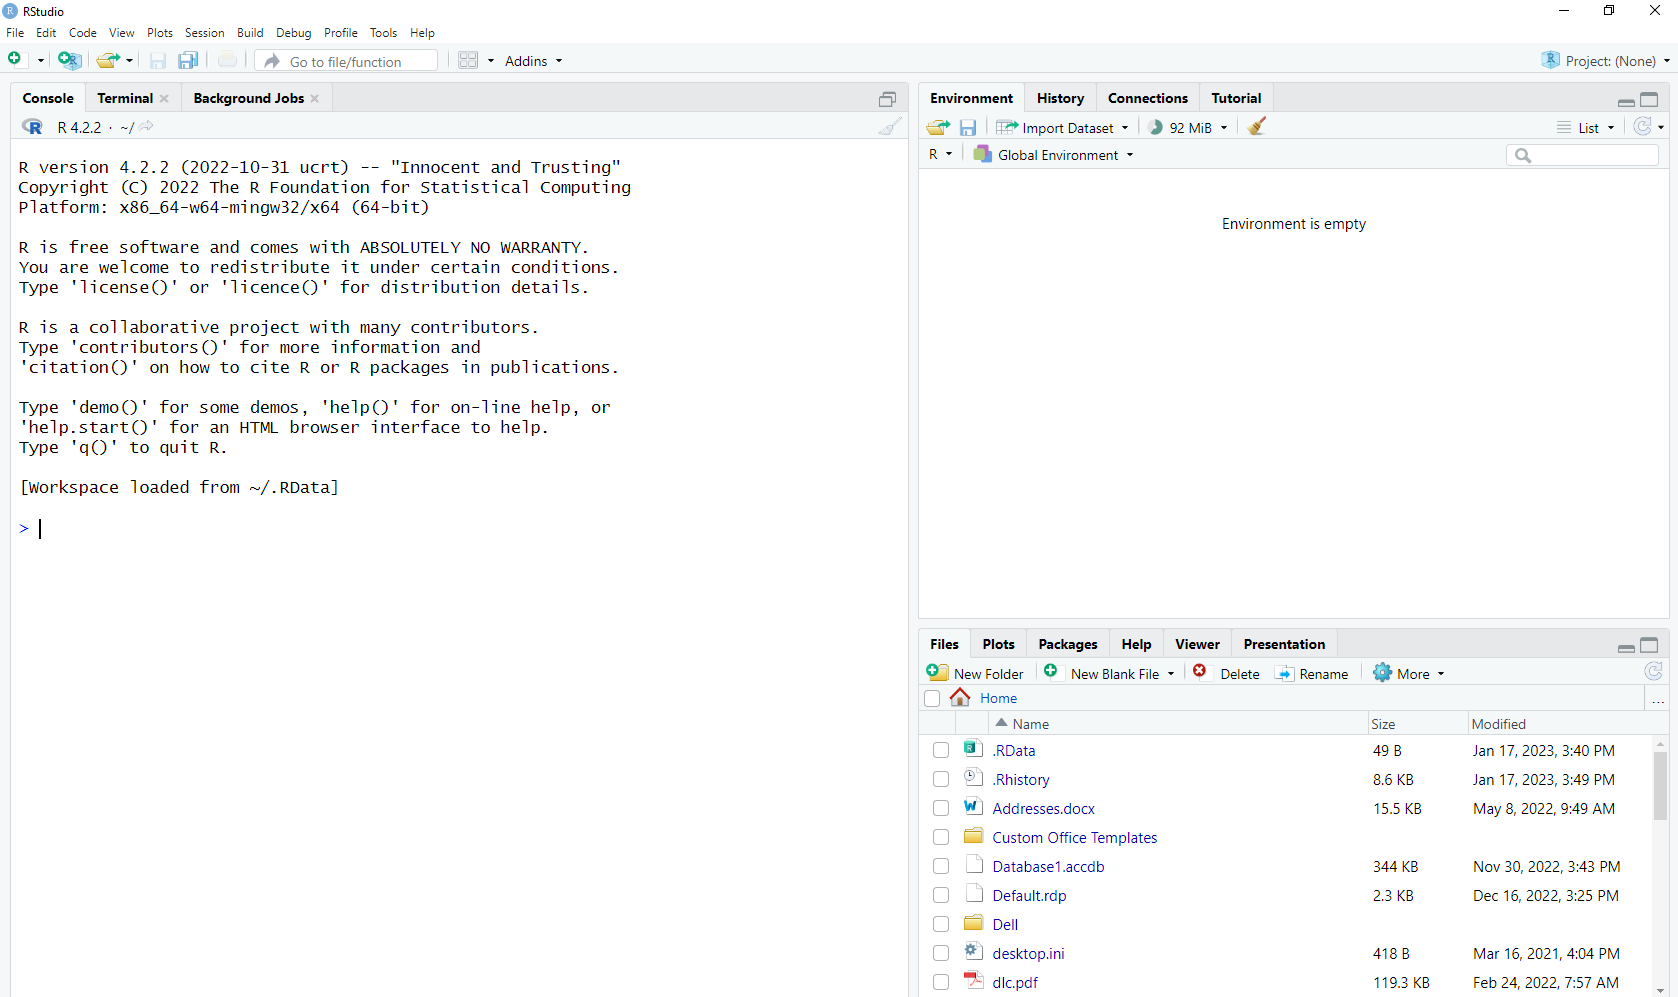 RStudio
File Edit Code View Plots Session Build Debug Profile Tools Help
Go to file/function Addins Project: (None)
Console Terminal Background Jobs
R 4.2.2 · ~/
R version 4.2.2 (2022-10-31 ucrt) -- "Innocent and Trusting"
Copyright (C) 2022 The R Foundation for Statistical Computing
Platform: x86_64-w64-mingw32/x64 (64-bit)
R is free software and comes with ABSOLUTELY NO WARRANTY.
You are welcome to redistribute it under certain conditions.
Type 'license()' or 'licence()' for distribution details.
R is a collaborative project with many contributors.
Type 'contributors()' for more information and
'citation()' on how to cite R or R packages in publications.
Type 'demo()' for some demos, 'help()' for on-line help, or
'help.start()' for an HTML browser interface to help.
Type 'q()' to quit R.
[Workspace loaded from ~/.RData]
>
Environment History Connections Tutorial
Import Dataset 92 MiB List
R Global Environment
Environment is empty
Files Plots Packages Help Viewer Presentation
New Folder New Blank File Delete Rename More
Home ...
Name Size Modified
.RData 49 B Jan 17, 2023, 3:40 PM
.Rhistory 8.6 KB Jan 17, 2023, 3:49 PM
Addresses.docx 15.5 KB May 8, 2022, 9:49 AM
Custom Office Templates
Database1.accdb 344 KB Nov 30, 2022, 3:43 PM
Default.rdp 2.3 KB Dec 16, 2022, 3:25 PM
Dell
desktop.ini 418 B Mar 16, 2021, 4:04 PM
dlc.pdf 119.3 KB Feb 24, 2022, 7:57 AM